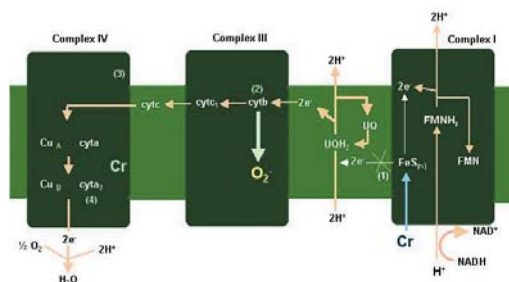 2H⁺
Complex IV
Complex III
Complex I
2H⁺
(3)
(2)
2e⁻
cytc
cytc₁
cytb
2e⁻
FMNH₂
UQ
Cu A
cyta
UQH₂
2e⁻
FeS
FMN
Cr
(1)
Cu B
cyta₃
O₂⁻
(4)
2H⁺
Cr
NAD⁺
½ O₂
2e⁻
2H⁺
H⁺
NADH
H₂O